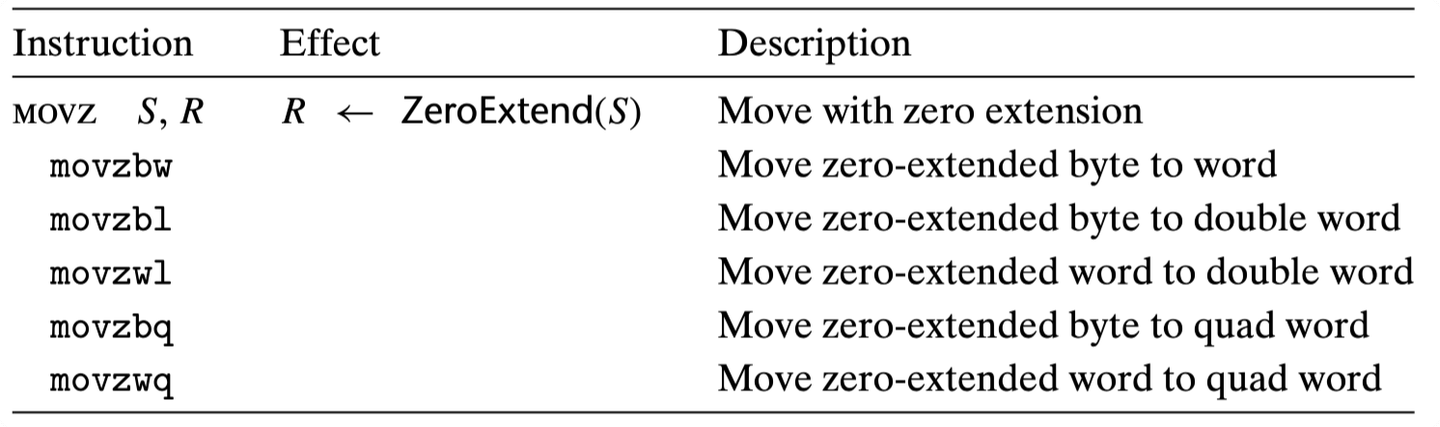 Instruction Effect Description
MOVZ S, R R ← ZeroExtend(S) Move with zero extension
movzbw Move zero-extended byte to word
movzbl Move zero-extended byte to double word
movzwl Move zero-extended word to double word
movzbq Move zero-extended byte to quad word
movzwq Move zero-extended word to quad word